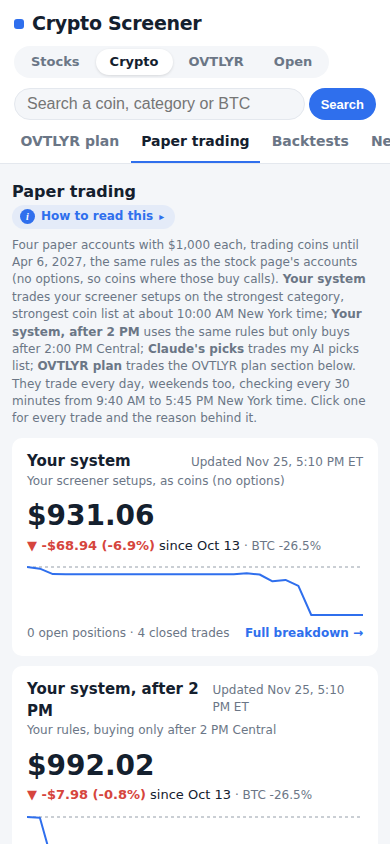 Crypto Screener
Stocks Crypto OVTLYR Open
Search a coin, category or BTC Search
OVTLYR plan Paper trading Backtests Ne
Paper trading
i How to read this ▸
Four paper accounts with $1,000 each, trading coins until
Apr 6, 2027, the same rules as the stock page's accounts
(no options, so coins where those buy calls). Your system
trades your screener setups on the strongest category,
strongest coin list at about 10:00 AM New York time; Your
system, after 2 PM uses the same rules but only buys
after 2:00 PM Central; Claude's picks trades my AI picks
list; OVTLYR plan trades the OVTLYR plan section below.
They trade every day, weekends too, checking every 30
minutes from 9:40 AM to 5:45 PM New York time. Click one
for every trade and the reason behind it.
Your system Updated Nov 25, 5:10 PM ET
Your screener setups, as coins (no options)
$931.06
▼ -$68.94 (-6.9%) since Oct 13 · BTC -26.5%
0 open positions · 4 closed trades Full breakdown →
Your system, after 2 PM Updated Nov 25, 5:10 PM ET
Your rules, buying only after 2 PM Central
$992.02
▼ -$7.98 (-0.8%) since Oct 13 · BTC -26.5%